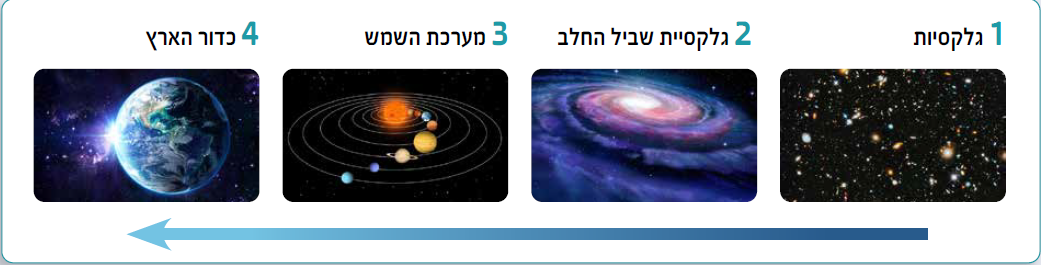 1 גלקסיות
2 גלקסיית שביל החלב
3 מערכת השמש
4 כדור הארץ